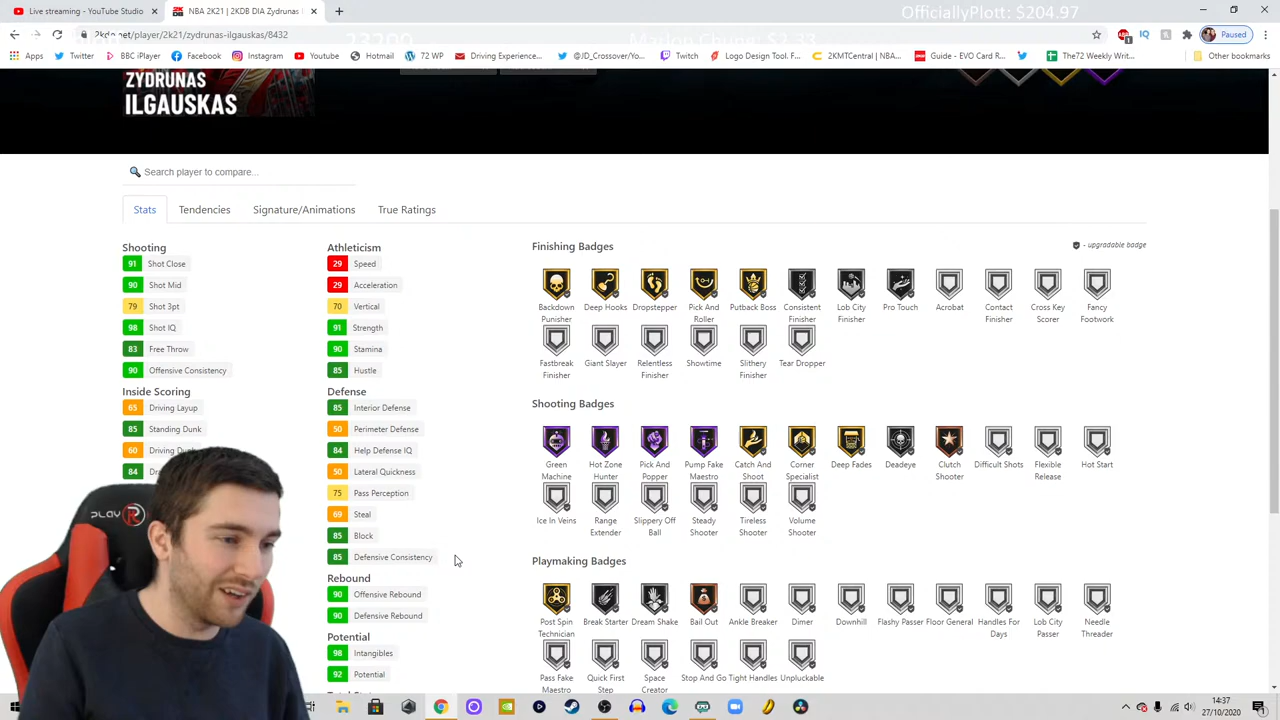 Live streaming - YouTube Studio
NBA 2K21 | 2KDB DIA Zydrunas Il
OfficiallyPlott: $204.97
2kdb.net/player/2k21/zydrunas-ilgauskas/8432
23200
Marlon Chung: $3.33
IQ
Paused
Apps Twitter BBC iPlayer Facebook Instagram Youtube Hotmail 72 WP Driving Experience... @JD_Crossover/Yo... Twitch Logo Design Tool. F... 2KMTCentral | NBA... Guide - EVO Card R... The72 Weekly Writ... Other bookmarks
ZYDRUNAS
ILGAUSKAS
Search player to compare...
Stats Tendencies Signature/Animations True Ratings
Shooting
91 Shot Close
90 Shot Mid
79 Shot 3pt
98 Shot IQ
83 Free Throw
90 Offensive Consistency
Inside Scoring
65 Driving Layup
85 Standing Dunk
60 Driving Dunk
84
Athleticism
29 Speed
29 Acceleration
70 Vertical
91 Strength
90 Stamina
85 Hustle
Defense
85 Interior Defense
50 Perimeter Defense
84 Help Defense IQ
50 Lateral Quickness
75 Pass Perception
69 Steal
85 Block
85 Defensive Consistency
Rebound
90 Offensive Rebound
90 Defensive Rebound
Potential
98 Intangibles
92 Potential
Finishing Badges
- upgradable badge
Backdown Punisher
Deep Hooks
Dropstepper
Pick And Roller
Putback Boss
Consistent Finisher
Lob City Finisher
Pro Touch
Acrobat
Contact Finisher
Cross Key Scorer
Fancy Footwork
Fastbreak Finisher
Giant Slayer
Relentless Finisher
Showtime
Slithery Finisher
Tear Dropper
Shooting Badges
Green Machine
Hot Zone Hunter
Pick And Popper
Pump Fake Maestro
Catch And Shoot
Corner Specialist
Deep Fades
Deadeye
Clutch Shooter
Difficult Shots
Flexible Release
Hot Start
Ice In Veins
Range Extender
Slippery Off Ball
Steady Shooter
Tireless Shooter
Volume Shooter
Playmaking Badges
Post Spin Technician
Break Starter
Dream Shake
Bail Out
Ankle Breaker
Dimer
Downhill
Flashy Passer
Floor General
Handles For Days
Lob City Passer
Needle Threader
Pass Fake Maestro
Quick First Step
Space Creator
Stop And Go
Tight Handles
Unpluckable
PLAY R
14:37
27/10/2020